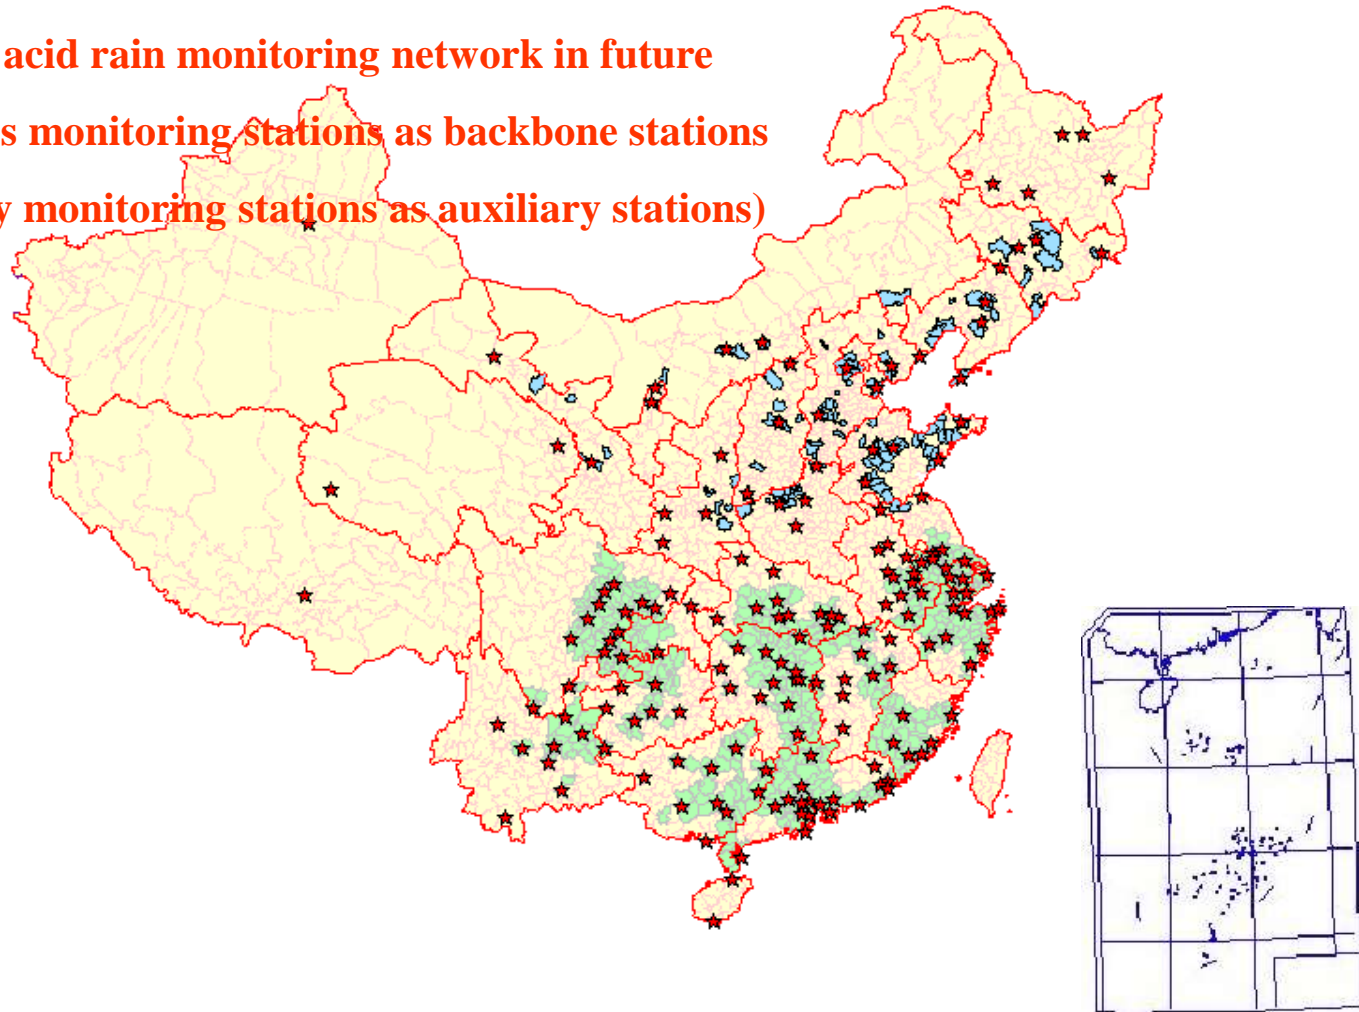 acid rain monitoring network in future
s monitoring stations as backbone stations
y monitoring stations as auxiliary stations)